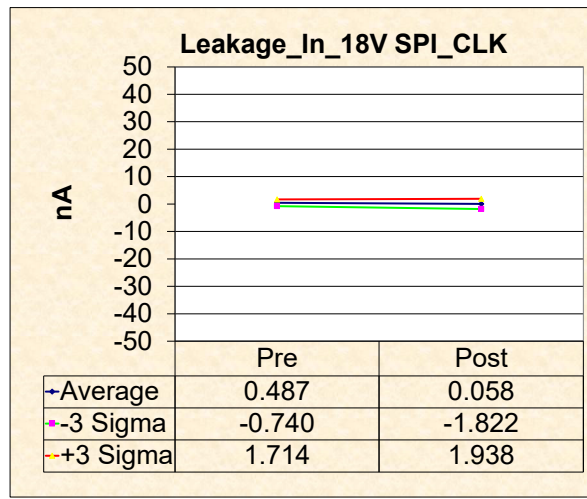 Leakage_In_18V SPI_CLK
50
40
30
20
10
0
-10
-20
-30
-40
-50
nA
Pre Post
Average 0.487 0.058
-3 Sigma -0.740 -1.822
+3 Sigma 1.714 1.938